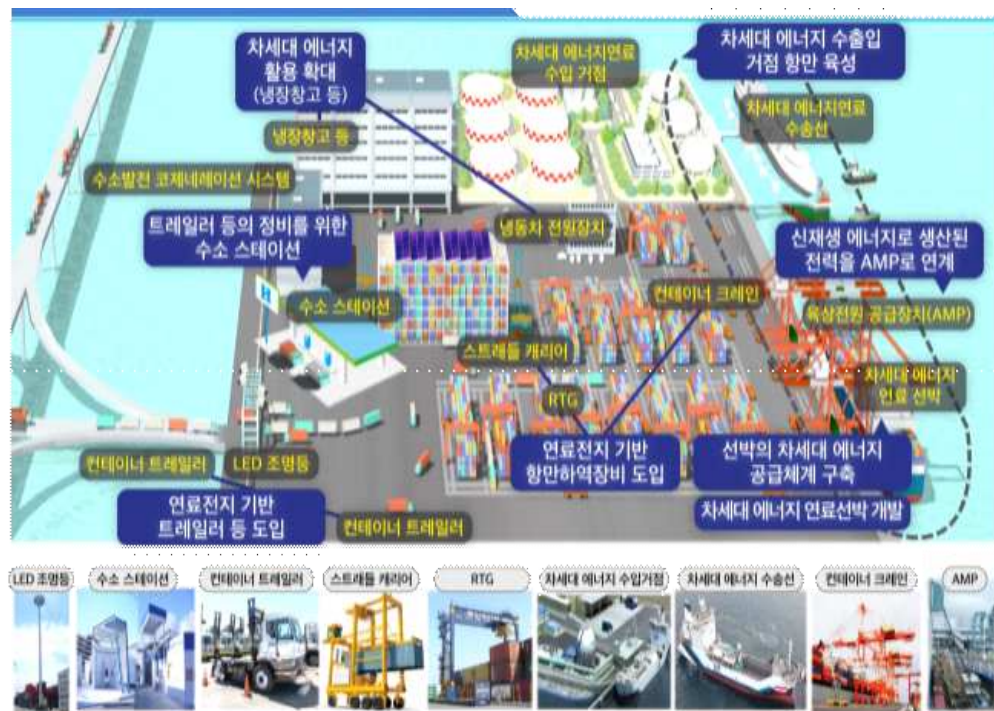 차세대 에너지
활용 확대
(냉장창고 등)
냉장창고 등
차세대 에너지연료
수입 거점
차세대 에너지 수출입
거점 항만 육성
차세대 에너지연료
수송선
수소발전 코제네레이션 시스템
트레일러 등의 정비를 위한
수소 스테이션
수소 스테이션
냉동차 전원장치
신재생 에너지로 생산된
전력을 AMP로 연계
컨테이너 크레인
육상전원 공급장치(AMP)
스트래들 캐리어
차세대 에너지
연료 선박
RTG
연료전지 기반
항만하역장비 도입
선박의 차세대 에너지
공급체계 구축
차세대 에너지 연료선박 개발
컨테이너 트레일러
LED 조명등
연료전지 기반
트레일러 등 도입
컨테이너 트레일러
LED 조명등
수소 스테이션
컨테이너 트레일러
스트래들 캐리어
RTG
차세대 에너지 수입거점
차세대 에너지 수송선
컨테이너 크레인
AMP